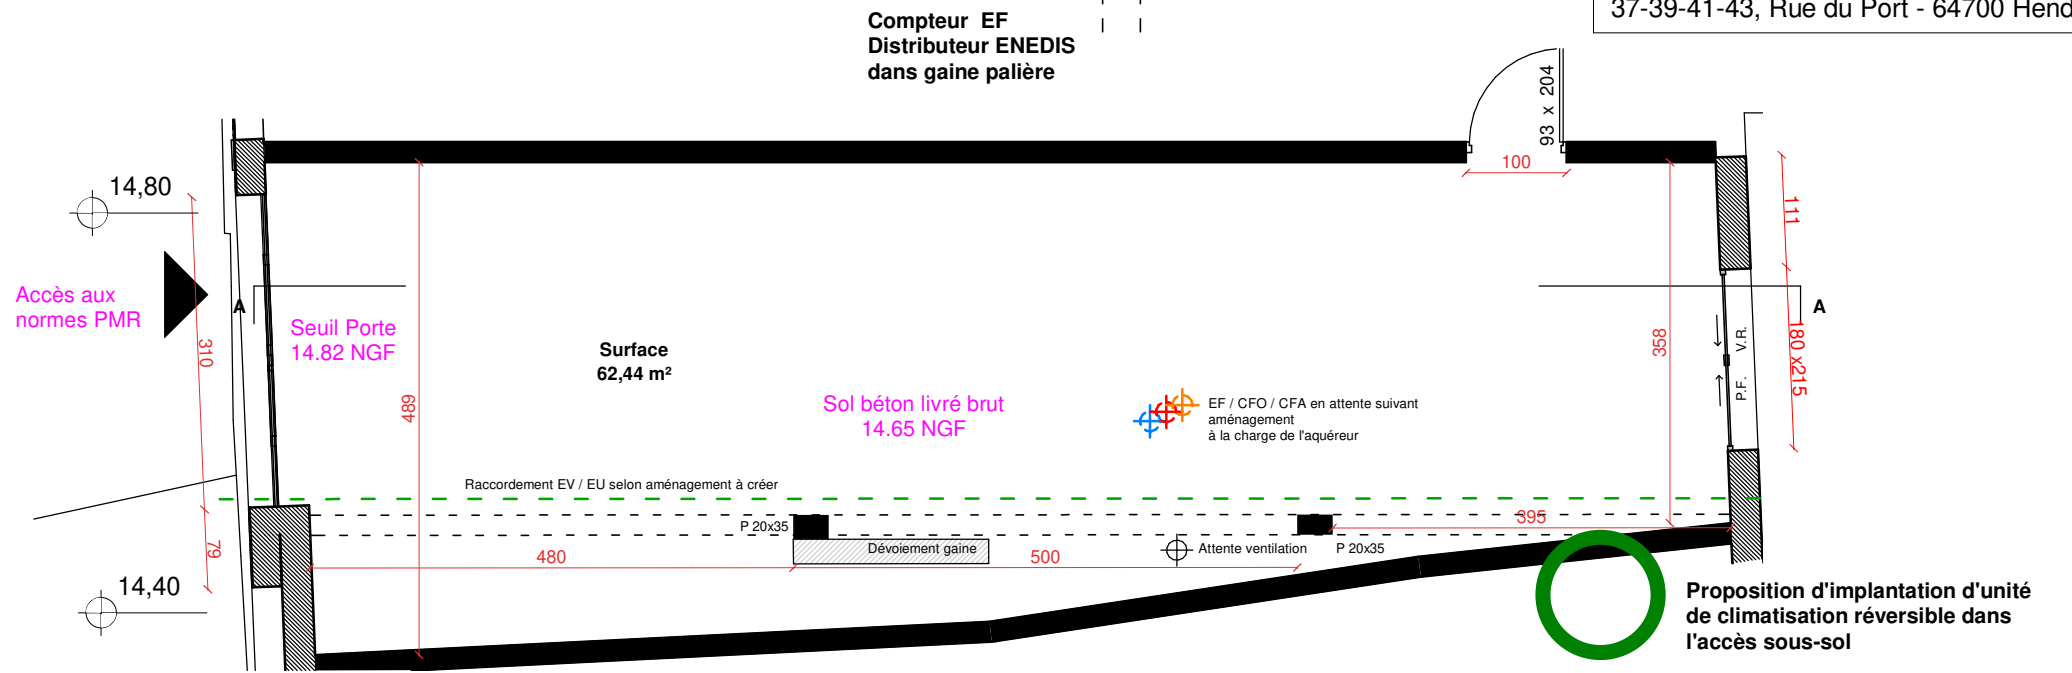 37-39-41-43, Rue du Port - 64700 Hend
Compteur EF
Distributeur ENEDIS
dans gaine palière
93 x 204
100
14,80
111
Accès aux
normes PMR
A
A
310
Seuil Porte
14.82 NGF
Surface
62,44 m²
489
358
V.R.
P.F.
180 x215
Sol béton livré brut
14.65 NGF
EF / CFO / CFA en attente suivant
aménagement
à la charge de l'aquéreur
Raccordement EV / EU selon aménagement à créer
P 20x35
395
79
480
Dévoiement gaine
500
Attente ventilation
P 20x35
14,40
Proposition d'implantation d'unité
de climatisation réversible dans
l'accès sous-sol